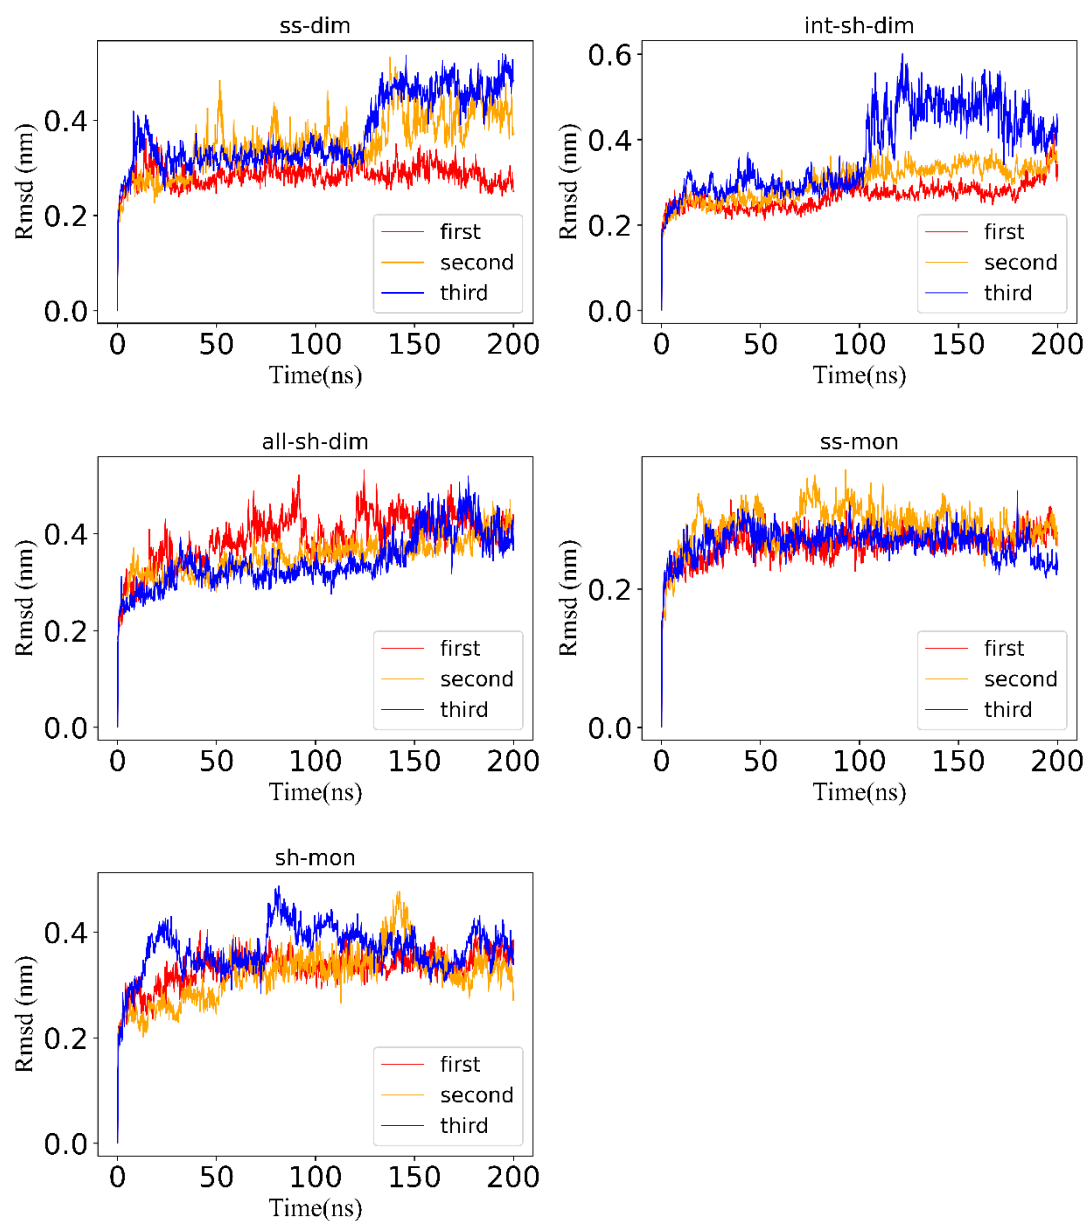 ss-dim
Rmsd (nm)
0.4
0.2
0.0
first
second
third
0 50 100 150 200
Time(ns)
int-sh-dim
Rmsd (nm)
0.6
0.4
0.2
0.0
first
second
third
0 50 100 150 200
Time(ns)
all-sh-dim
Rmsd (nm)
0.4
0.2
0.0
first
second
third
0 50 100 150 200
Time(ns)
ss-mon
Rmsd (nm)
0.2
0.0
first
second
third
0 50 100 150 200
Time(ns)
sh-mon
Rmsd (nm)
0.4
0.2
0.0
first
second
third
0 50 100 150 200
Time(ns)